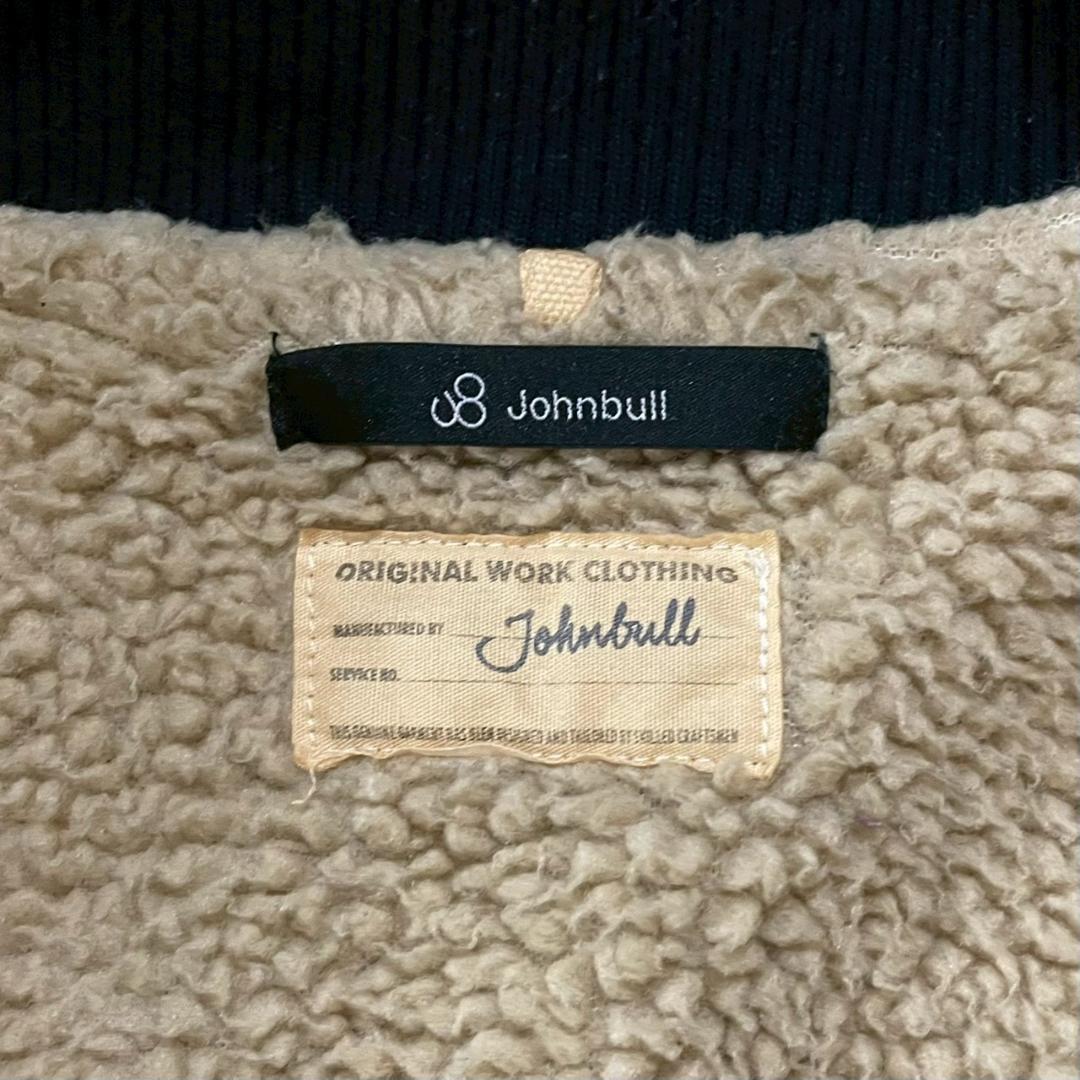 Johnbull
ORIGINAL WORK CLOTHING
MANUFACTURED BY Johnbull
SERVICE NO.
THIS GENUINE GARMENT HAS BEEN DESIGNED AND TAILORED BY SKILLED CRAFTSMEN